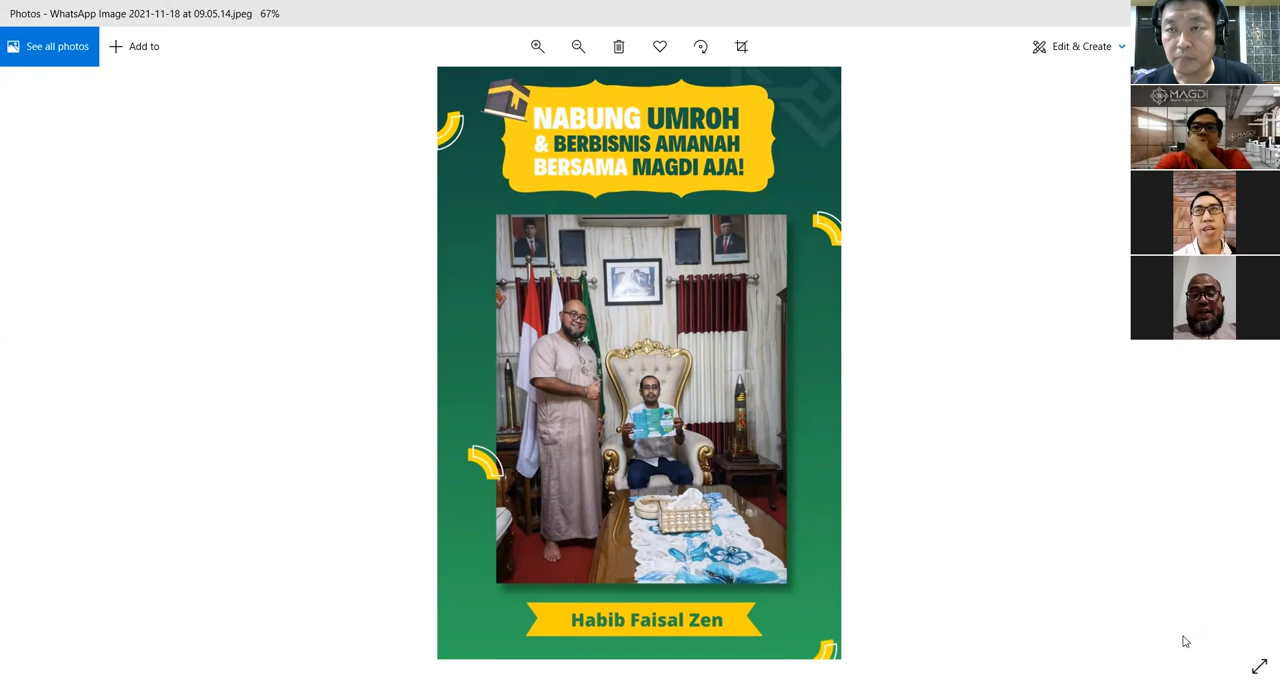 Photos - WhatsApp Image 2021-11-18 at 09.05.14.jpeg 67%
See all photos
Add to
Edit & Create
NABUNG UMROH
& BERBISNIS AMANAH
BERSAMA MAGDI AJA!
Habib Faisal Zen
MAGDI